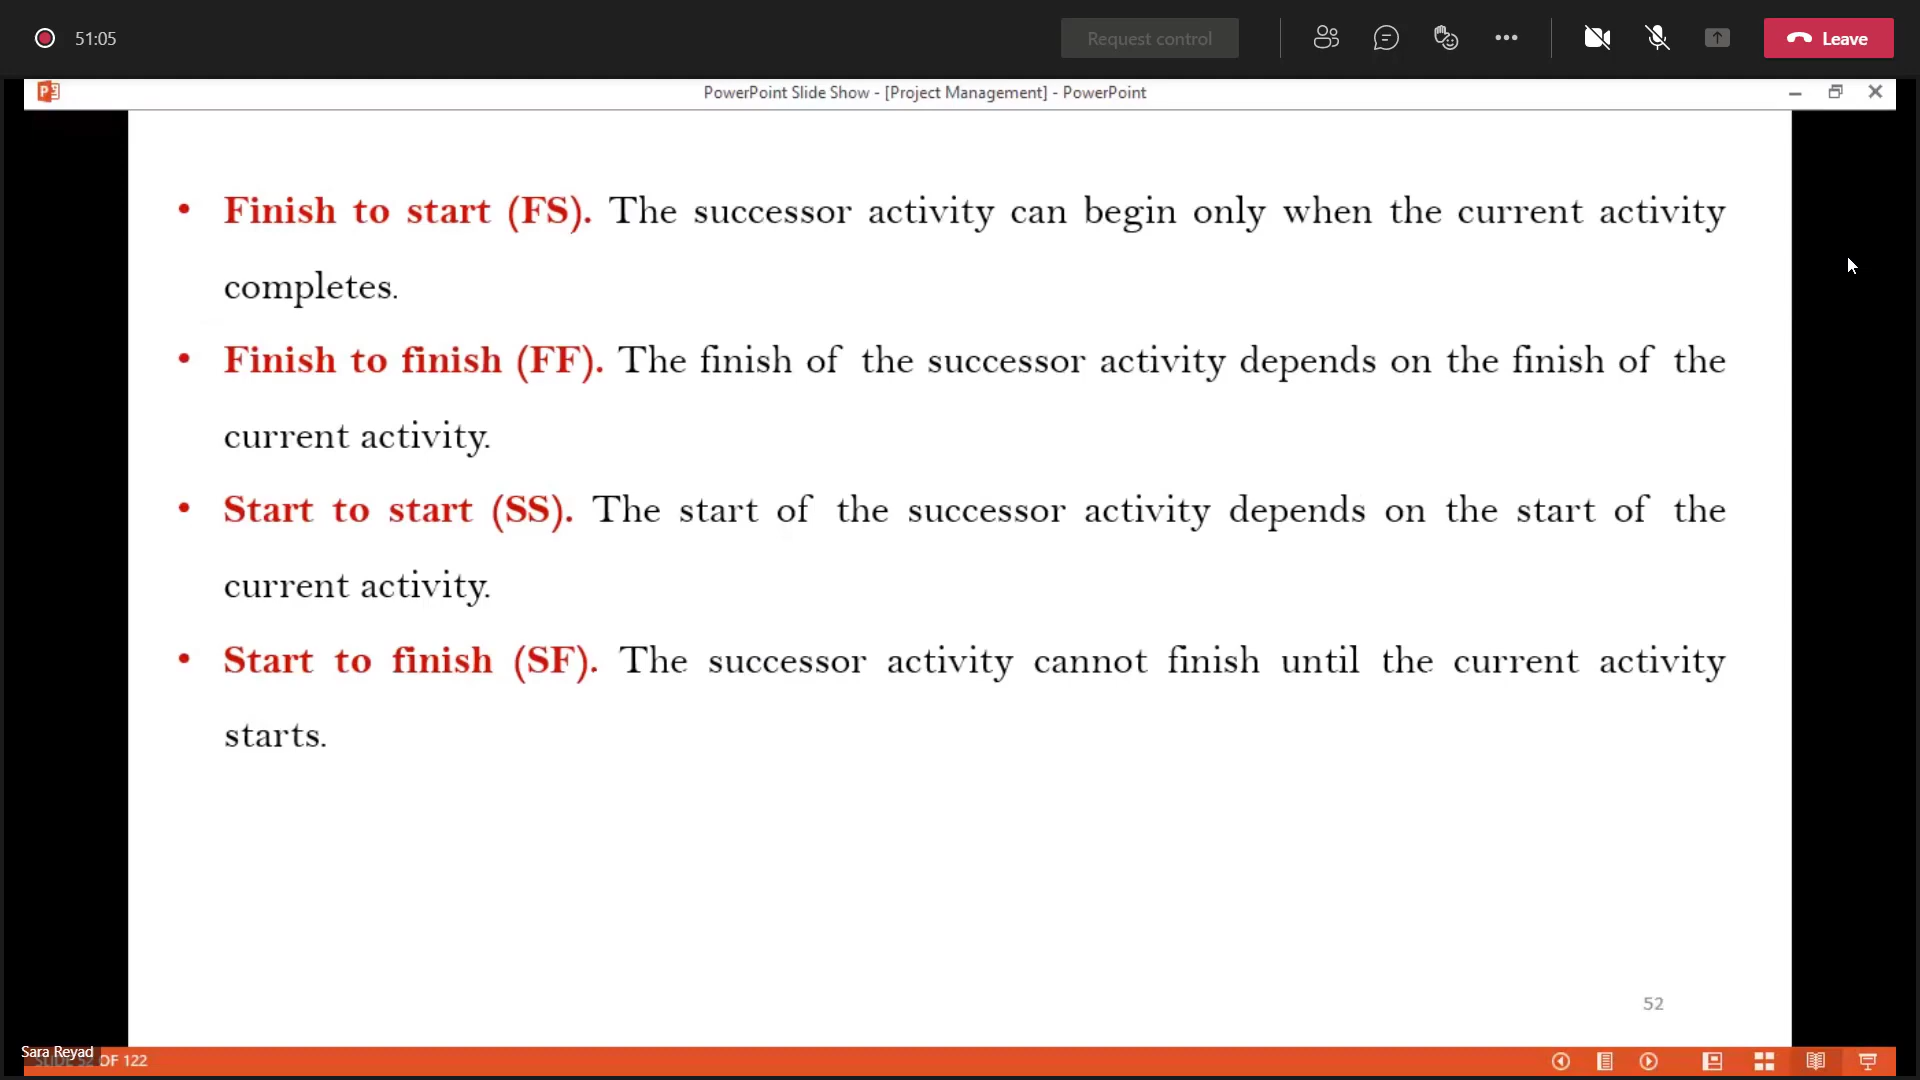 51:05
Request control
Leave
PowerPoint Slide Show - [Project Management] - PowerPoint
• Finish to start (FS). The successor activity can begin only when the current activity
completes.
• Finish to finish (FF). The finish of the successor activity depends on the finish of the
current activity.
• Start to start (SS). The start of the successor activity depends on the start of the
current activity.
• Start to finish (SF). The successor activity cannot finish until the current activity
starts.
52
Sara Reyad
SLIDE 52 OF 122